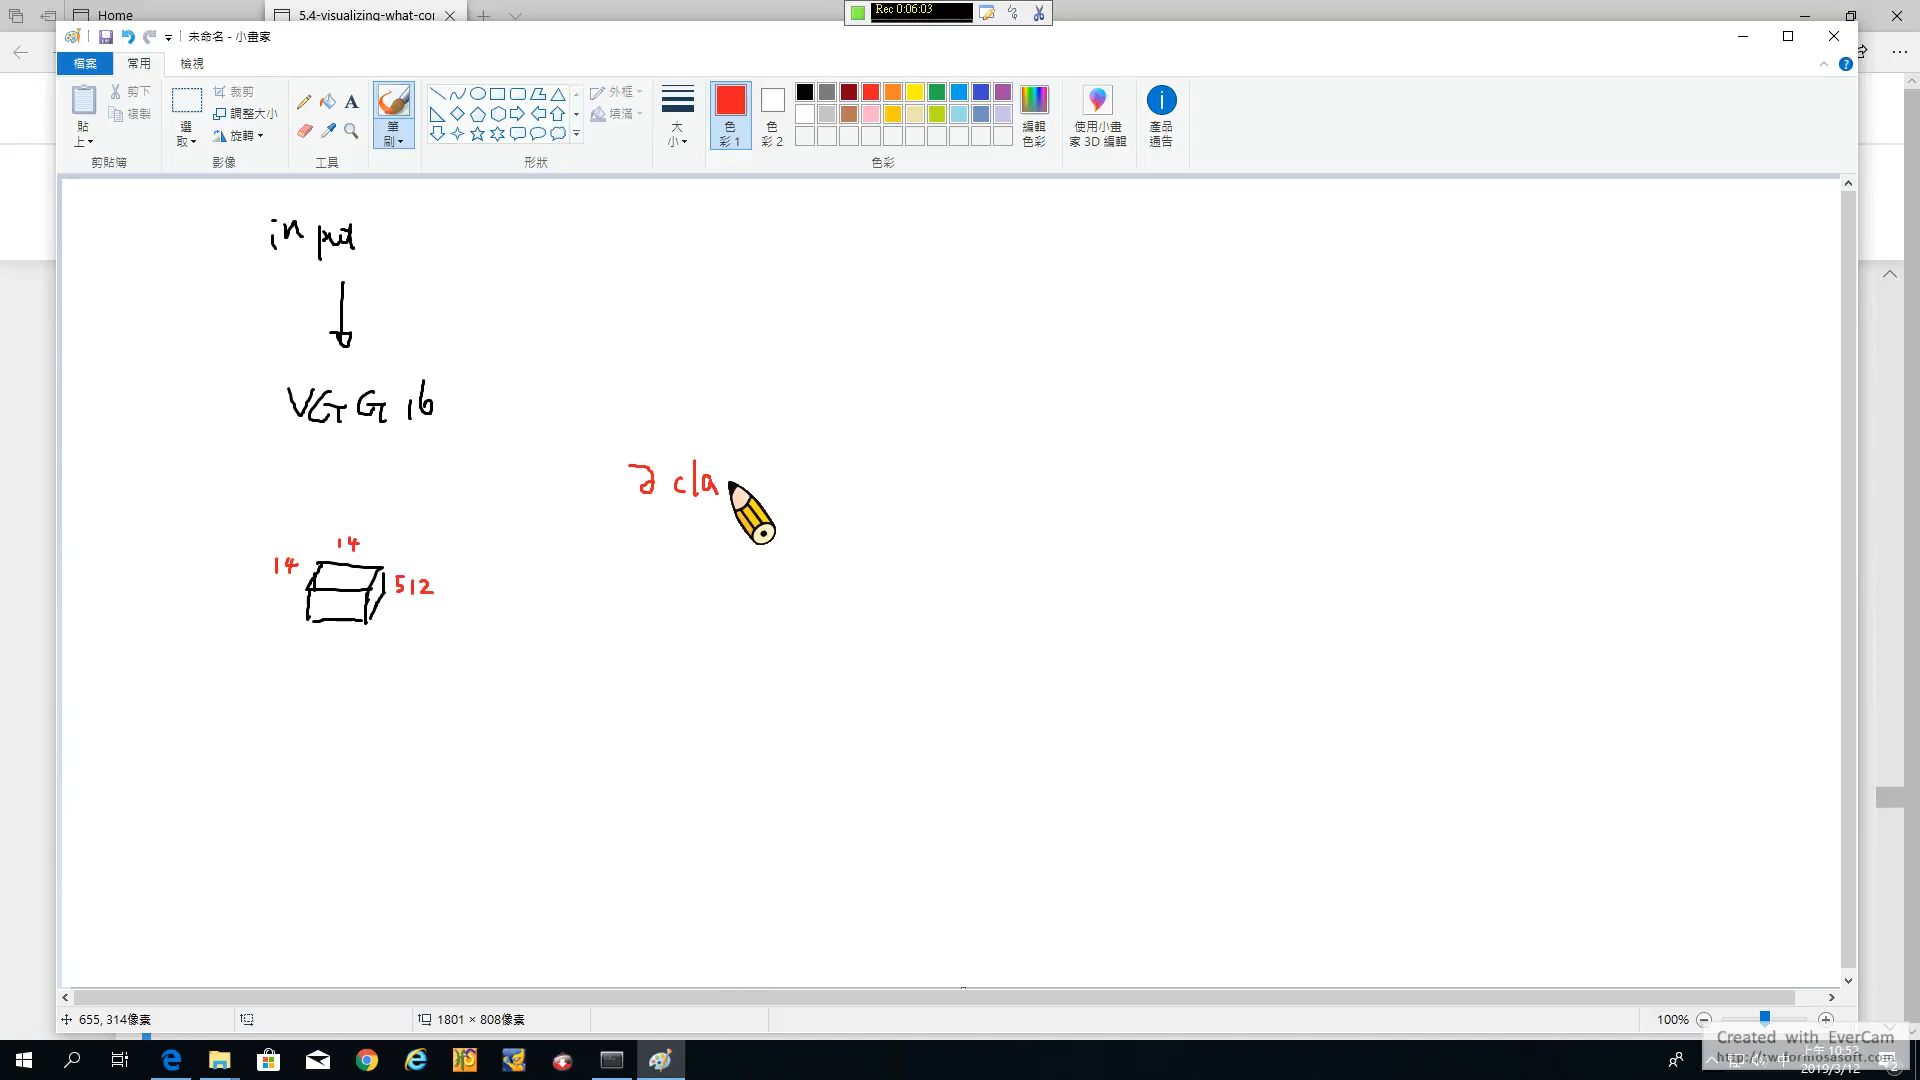 Home
5.4-visualizing-what-co
Rec 0:06:03
未命名 - 小畫家
檔案 常用 檢視
貼上
剪下
複製
剪貼簿
選取
裁剪
調整大小
旋轉
影像
A
工具
筆刷
外框
填滿
形狀
大小
色彩 1
色彩 2
編輯色彩
色彩
使用小畫家 3D 編輯
產品通告
input
VGG16
2 cla
14
14
512
655, 314像素
1801 × 808像素
100%
Created with EverCam
http://tw.formosasoft.com
上午 10:52
2019/3/12